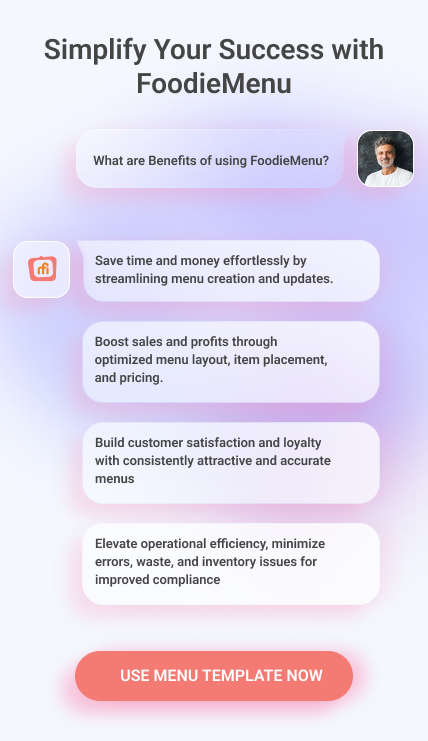 Simplify Your Success with
FoodieMenu
What are Benefits of using FoodieMenu?
Save time and money effortlessly by
streamlining menu creation and updates.
Boost sales and profits through
optimized menu layout, item placement,
and pricing.
Build customer satisfaction and loyalty
with consistently attractive and accurate
menus
Elevate operational efficiency, minimize
errors, waste, and inventory issues for
improved compliance
USE MENU TEMPLATE NOW